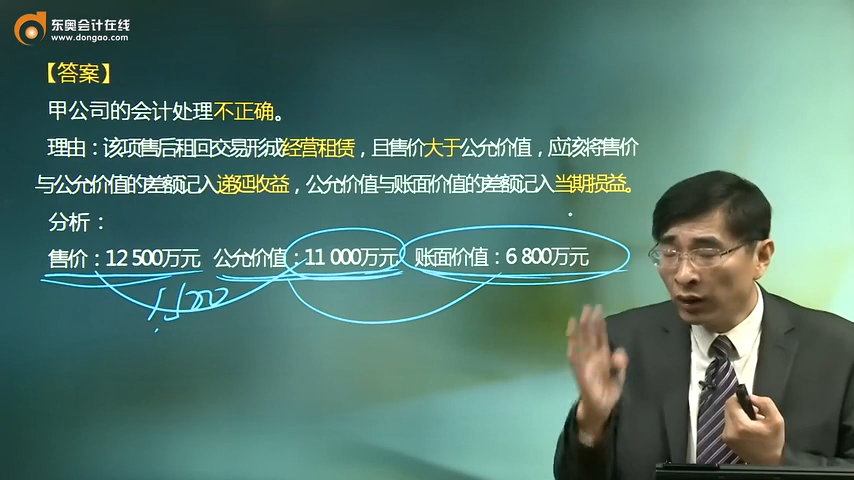 东奥会计在线
www.dongao.com
【答案】
甲公司的会计处理不正确。
理由：该项售后租回交易形成经营租赁，且售价大于公允价值，应该将售价
与公允价值的差额记入递延收益，公允价值与账面价值的差额记入当期损益。
分析：
售价：12 500万元 公允价值：11 000万元 账面价值：6 800万元
1500